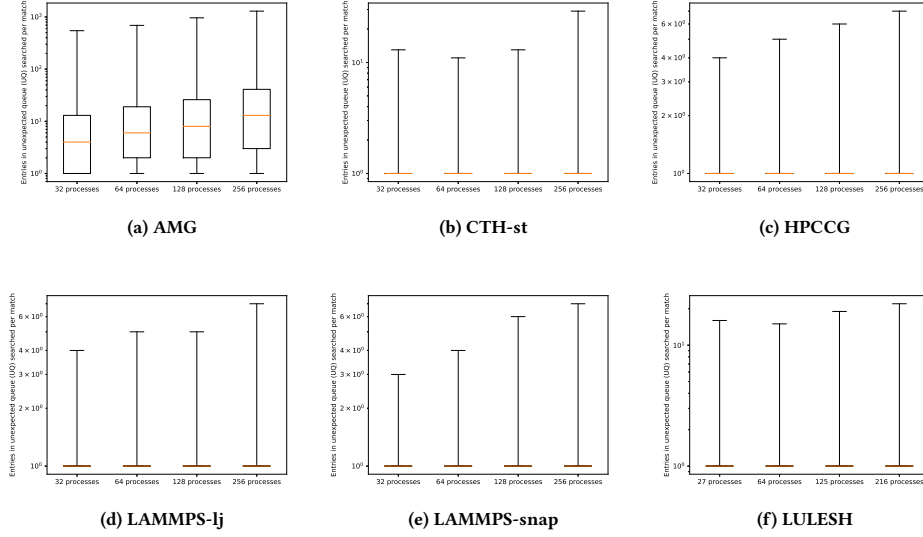 Entries in unexpected queue (UQ) searched per match
10³
10²
10¹
10⁰
32 processes
64 processes
128 processes
256 processes
(a) AMG
Entries in unexpected queue (UQ) searched per match
10¹
10⁰
32 processes
64 processes
128 processes
256 processes
(b) CTH-st
Entries in unexpected queue (UQ) searched per match
6 × 10⁰
4 × 10⁰
3 × 10⁰
2 × 10⁰
10⁰
32 processes
64 processes
128 processes
256 processes
(c) HPCCG
Entries in unexpected queue (UQ) searched per match
6 × 10⁰
4 × 10⁰
3 × 10⁰
2 × 10⁰
10⁰
32 processes
64 processes
128 processes
256 processes
(d) LAMMPS-lj
Entries in unexpected queue (UQ) searched per match
6 × 10⁰
4 × 10⁰
3 × 10⁰
2 × 10⁰
10⁰
32 processes
64 processes
128 processes
256 processes
(e) LAMMPS-snap
Entries in unexpected queue (UQ) searched per match
10¹
10⁰
27 processes
64 processes
125 processes
216 processes
(f) LULESH